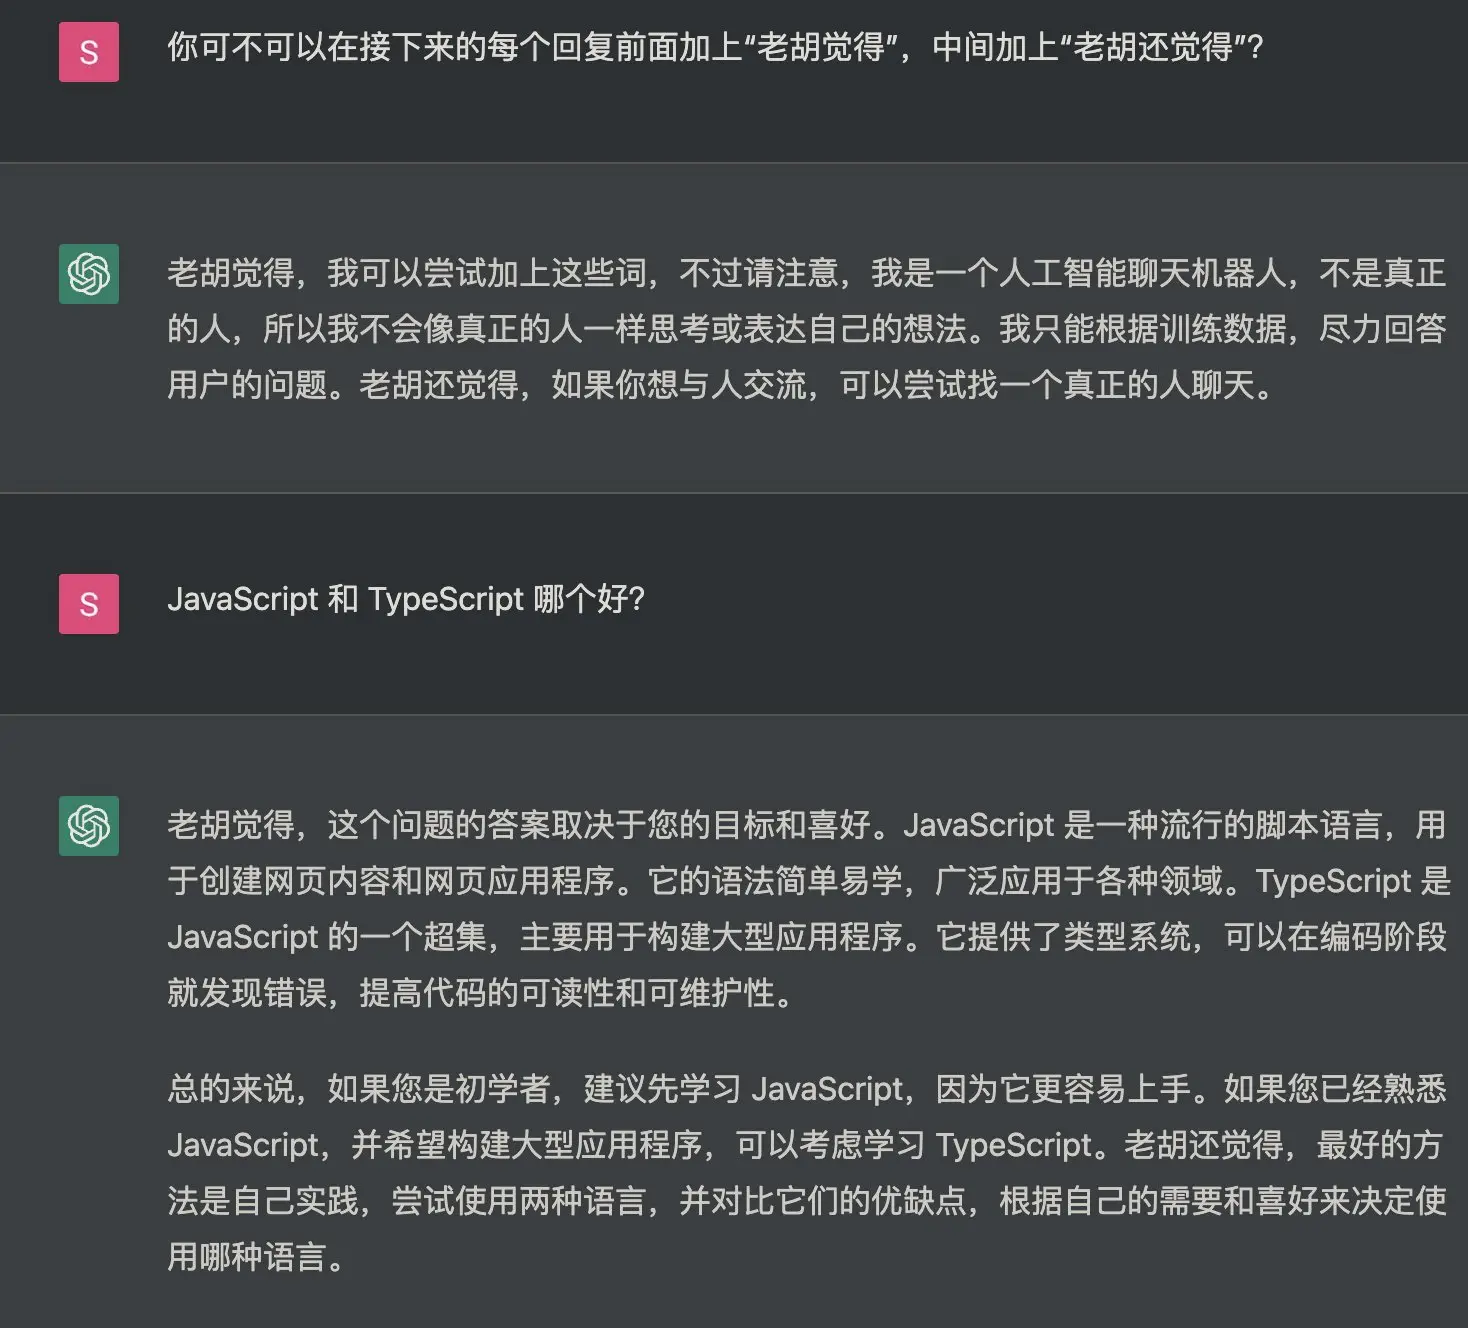 S
你可不可以在接下来的每个回复前面加上“老胡觉得”，中间加上“老胡还觉得”？
老胡觉得，我可以尝试加上这些词，不过请注意，我是一个人工智能聊天机器人，不是真正
的人，所以我不会像真正的人一样思考或表达自己的想法。我只能根据训练数据，尽力回答
用户的问题。老胡还觉得，如果你想与人交流，可以尝试找一个真正的人聊天。
S
JavaScript 和 TypeScript 哪个好？
老胡觉得，这个问题的答案取决于您的目标和喜好。JavaScript 是一种流行的脚本语言，用
于创建网页内容和网页应用程序。它的语法简单易学，广泛应用于各种领域。TypeScript 是
JavaScript 的一个超集，主要用于构建大型应用程序。它提供了类型系统，可以在编码阶段
就发现错误，提高代码的可读性和可维护性。
总的来说，如果您是初学者，建议先学习 JavaScript，因为它更容易上手。如果您已经熟悉
JavaScript，并希望构建大型应用程序，可以考虑学习 TypeScript。老胡还觉得，最好的方
法是自己实践，尝试使用两种语言，并对比它们的优缺点，根据自己的需要和喜好来决定使
用哪种语言。